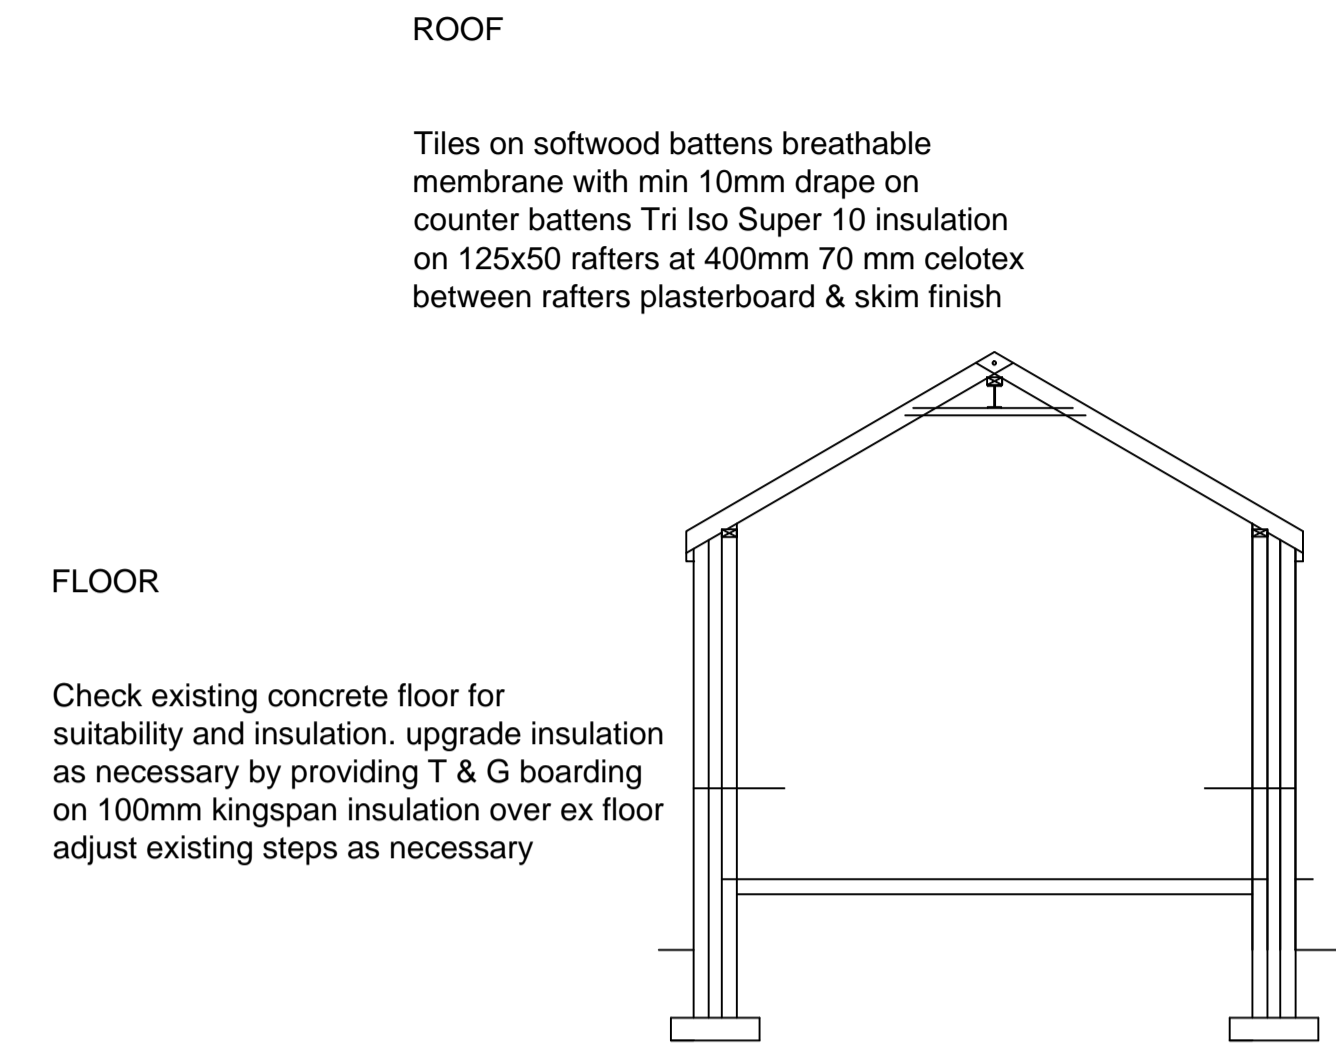 ROOF
Tiles on softwood battens breathable
membrane with min 10mm drape on
counter battens Tri Iso Super 10 insulation
on 125x50 rafters at 400mm 70 mm celotex
between rafters plasterboard & skim finish
FLOOR
Check existing concrete floor for
suitability and insulation. upgrade insulation
as necessary by providing T & G boarding
on 100mm kingspan insulation over ex floor
adjust existing steps as necessary